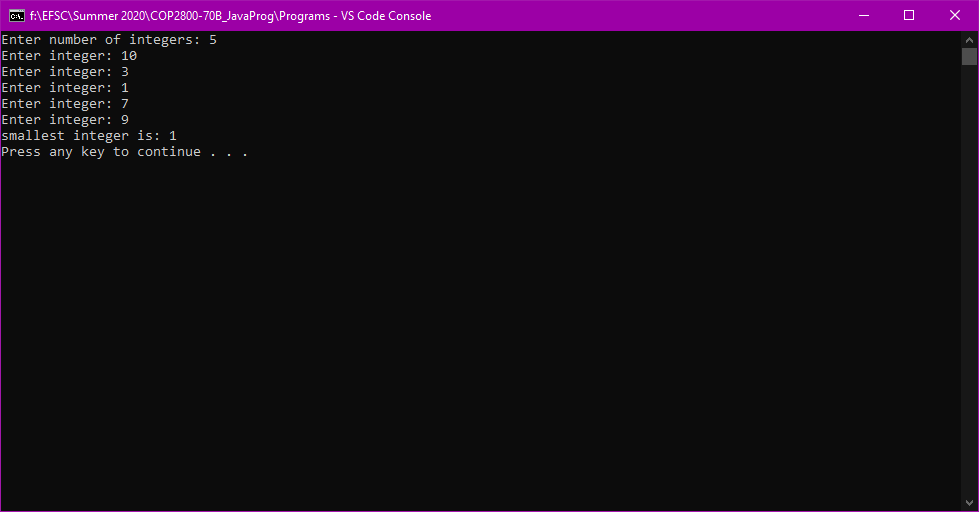 f:\EFSC\Summer 2020\COP2800-70B_JavaProg\Programs - VS Code Console
Enter number of integers: 5
Enter integer: 10
Enter integer: 3
Enter integer: 1
Enter integer: 7
Enter integer: 9
smallest integer is: 1
Press any key to continue . . .